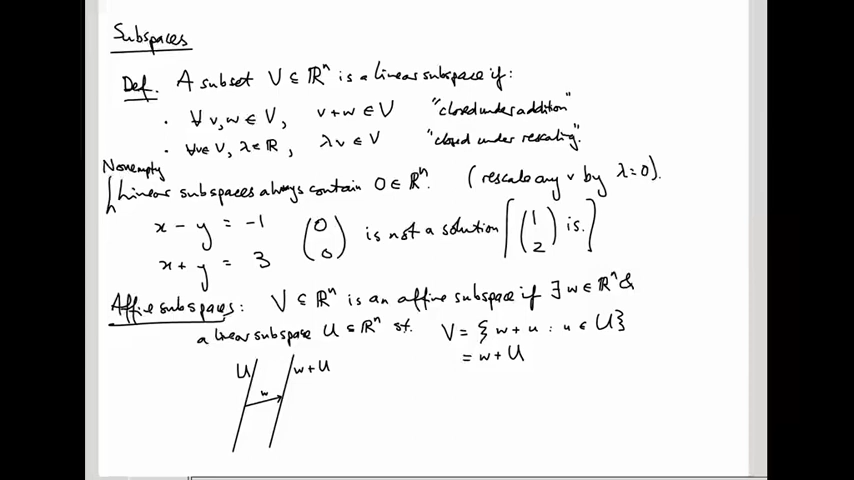 Subspaces
Def. A subset V ⊆ ℝⁿ is a linear subspace if:
· ∀ v,w ∈ V, v+w ∈ V "closed under addition"
· ∀v∈V, λ∈ℝ, λv ∈ V "closed under rescaling".
Nonempty
linear subspaces always contain 0 ∈ ℝⁿ. (rescale any v by λ=0).
x - y = -1 (0 0) is not a solution [(1 2) is.]
x + y = 3
Affine subspaces: V ⊆ ℝⁿ is an affine subspace if ∃ w ∈ ℝⁿ &
a linear subspace U ⊆ ℝⁿ st. V = {w+u : u ∈ U}
= w + U
U w w+U